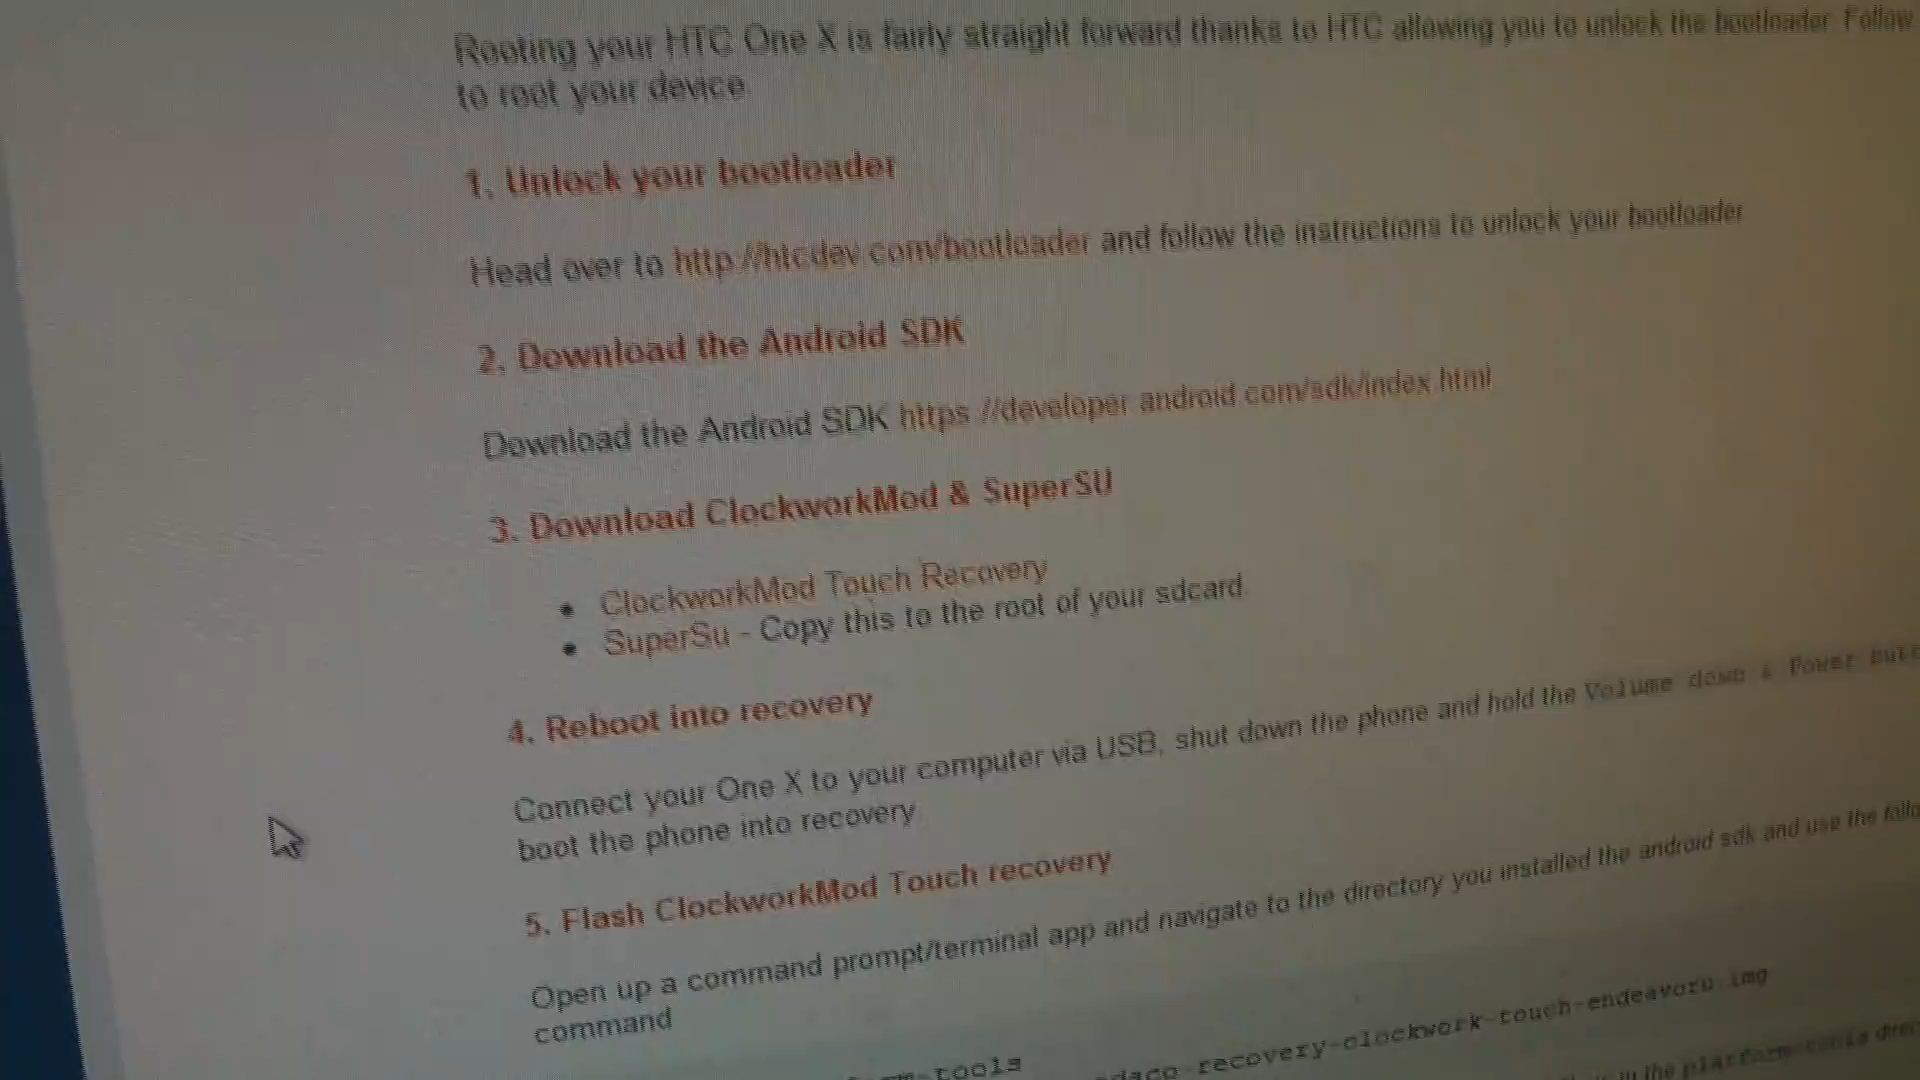 Rooting your HTC One X is fairly straight forward thanks to HTC allowing you to unlock the bootloader. Follow
to root your device.
1. Unlock your bootloader
Head over to http://htcdev.com/bootloader and follow the instructions to unlock your bootloader
2. Download the Android SDK
Download the Android SDK https://developer.android.com/sdk/index.html
3. Download ClockworkMod & SuperSU
• ClockworkMod Touch Recovery
• SuperSu - Copy this to the root of your sdcard
4. Reboot into recovery
Connect your One X to your computer via USB, shut down the phone and hold the Volume down & Power
boot the phone into recovery
5. Flash ClockworkMod Touch recovery
Open up a command prompt/terminal app and navigate to the directory you installed the android sdk and use the
command
-tools
-recovery-clockwork-touch-endeavoru.img
in the platform-tools